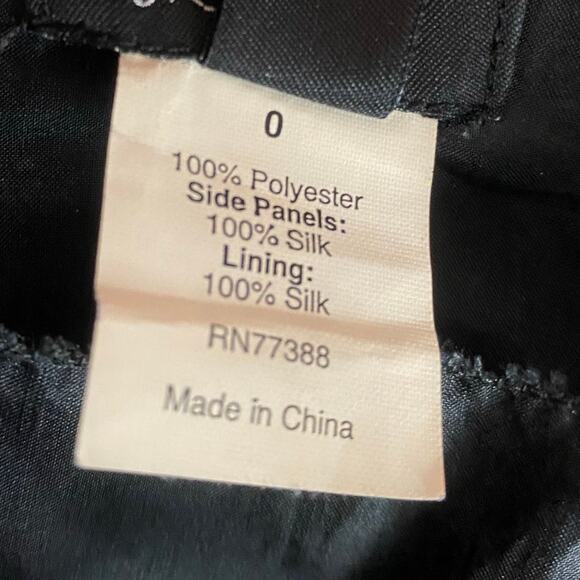 0
100% Polyester
Side Panels:
100% Silk
Lining:
100% Silk
RN77388
Made in China